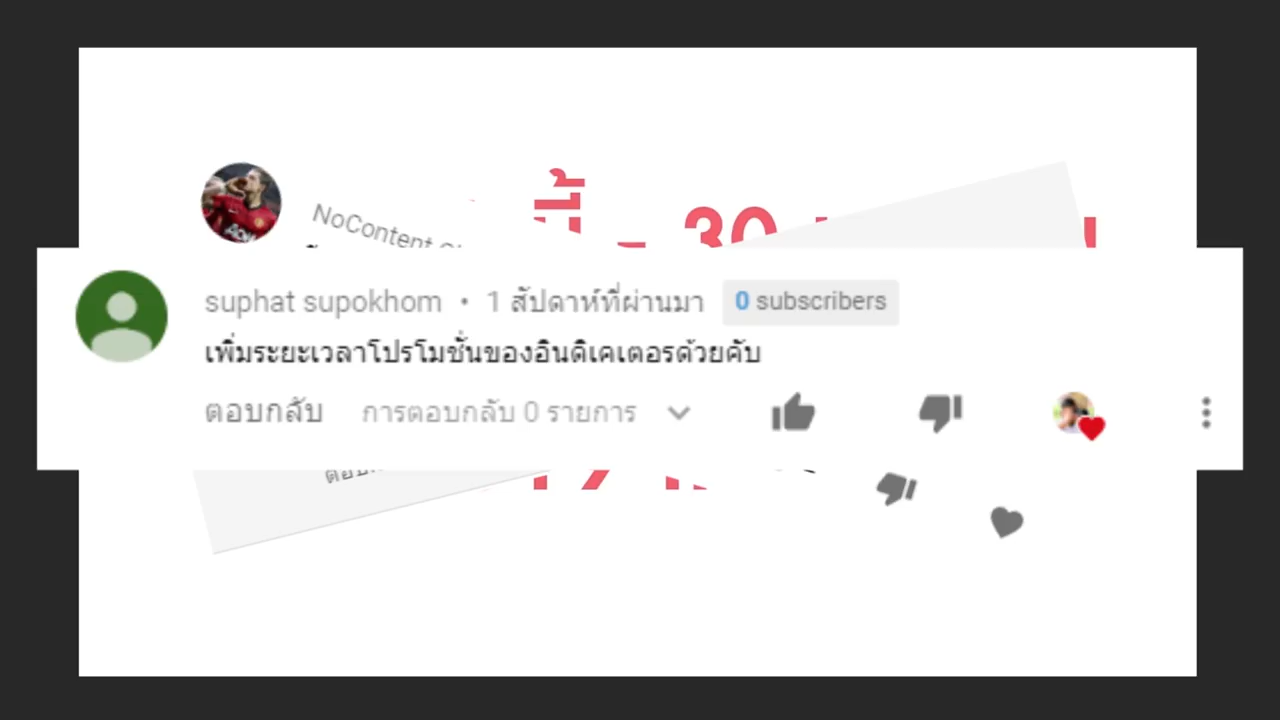 นี้ - 30
NoContent
suphat supokhom • 1 สัปดาห์ที่ผ่านมา 0 subscribers
เพิ่มระยะเวลาโปรโมชั่นของอินดิเคเตอรด้วยคับ
ตอบกลับ การตอบกลับ 0 รายการ